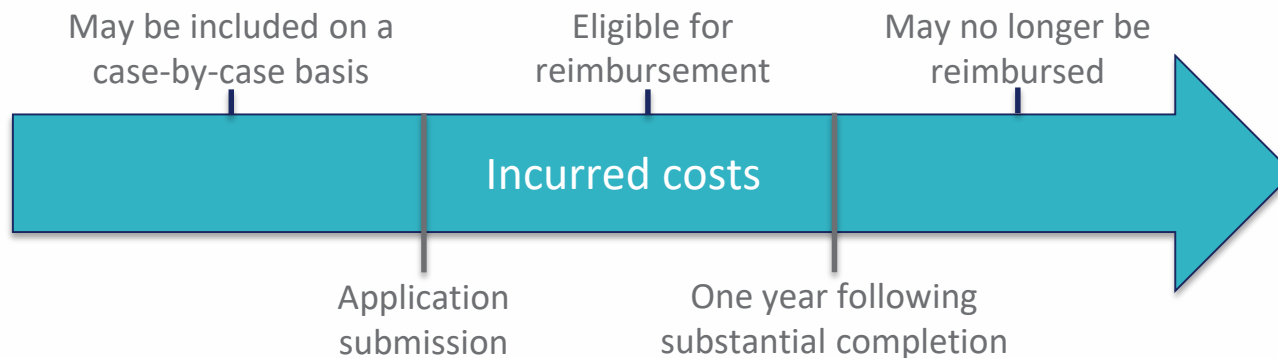 May be included on a
case-by-case basis
Eligible for
reimbursement
May no longer be
reimbursed
Incurred costs
Application
submission
One year following
substantial completion